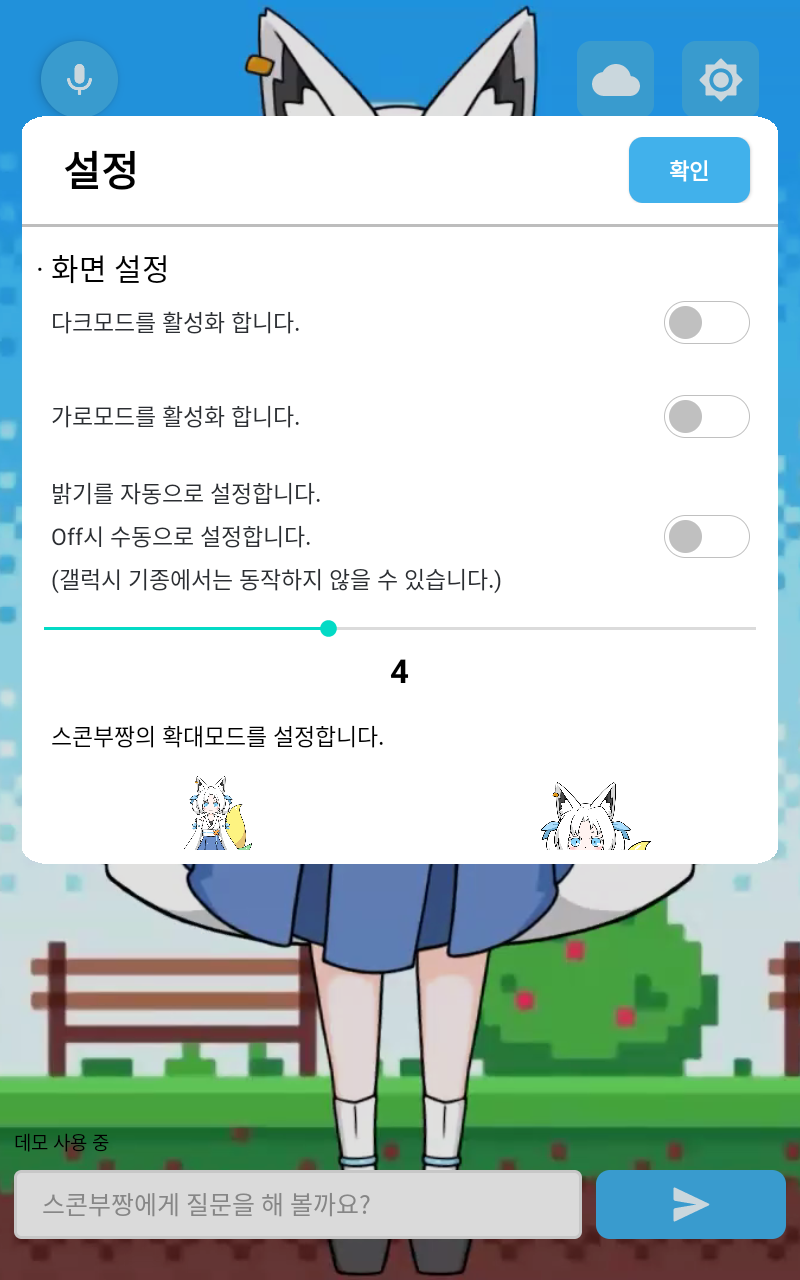 설정
확인
· 화면 설정
다크모드를 활성화 합니다.
가로모드를 활성화 합니다.
밝기를 자동으로 설정합니다.
Off시 수동으로 설정합니다.
(갤럭시 기종에서는 동작하지 않을 수 있습니다.)
4
스콘부짱의 확대모드를 설정합니다.
데모 사용 중
스콘부짱에게 질문을 해 볼까요?